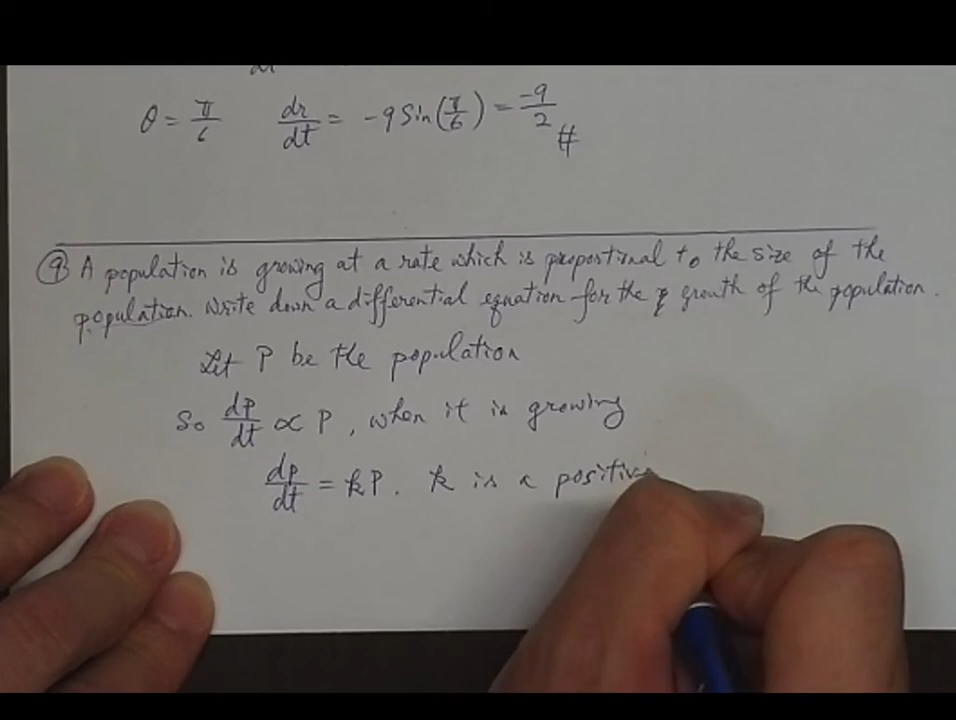 θ = π/6 dr/dt = -9 Sin(π/6) = -9/2 #
9 A population is growing at a rate which is proportional to the size of the
population. Write down a differential equation for the growth of the population.
Let P be the population
So dP/dt ∝ P, when it is growing
dP/dt = kP. k is a positive